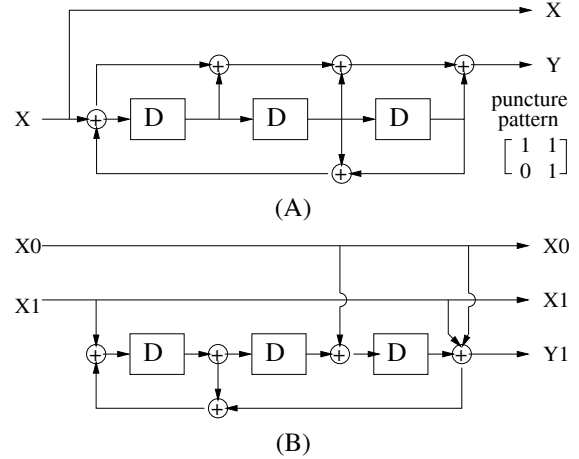 X
Y
X
+
+
+
+
+
D
D
D
puncture
pattern
1 1
0 1
(A)
X0
X0
X1
X1
+
D
+
D
+
D
+
Y1
+
(B)